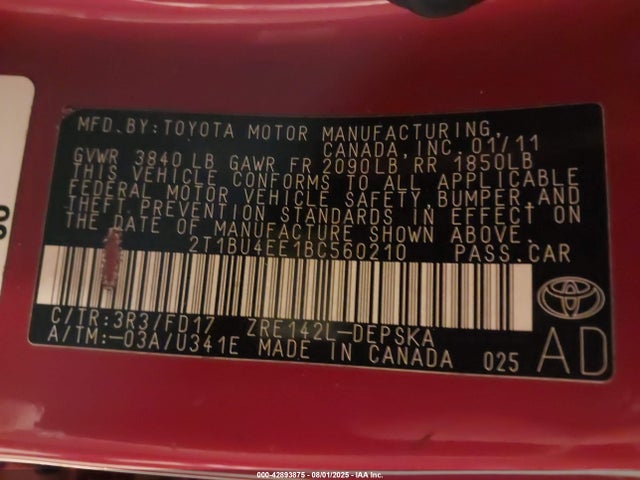 MFD. BY: TOYOTA MOTOR MANUFACTURING,
CANADA, INC. 01/11
GVWR 3840 LB GAWR FR 2090LB, RR 1850LB
THIS VEHICLE CONFORMS TO ALL APPLICABLE
FEDERAL MOTOR VEHICLE SAFETY, BUMPER, AND
THEFT PREVENTION STANDARDS IN EFFECT ON
THE DATE OF MANUFACTURE SHOWN ABOVE.
2T1BU4EE1BC560210 PASS. CAR
C/TR: 3R3/FD17 ZRE142L-DEPSKA
A/TM: -03A/U341E MADE IN CANADA 025
AD
000-42893875 - 08/01/2025 - IAA Inc.